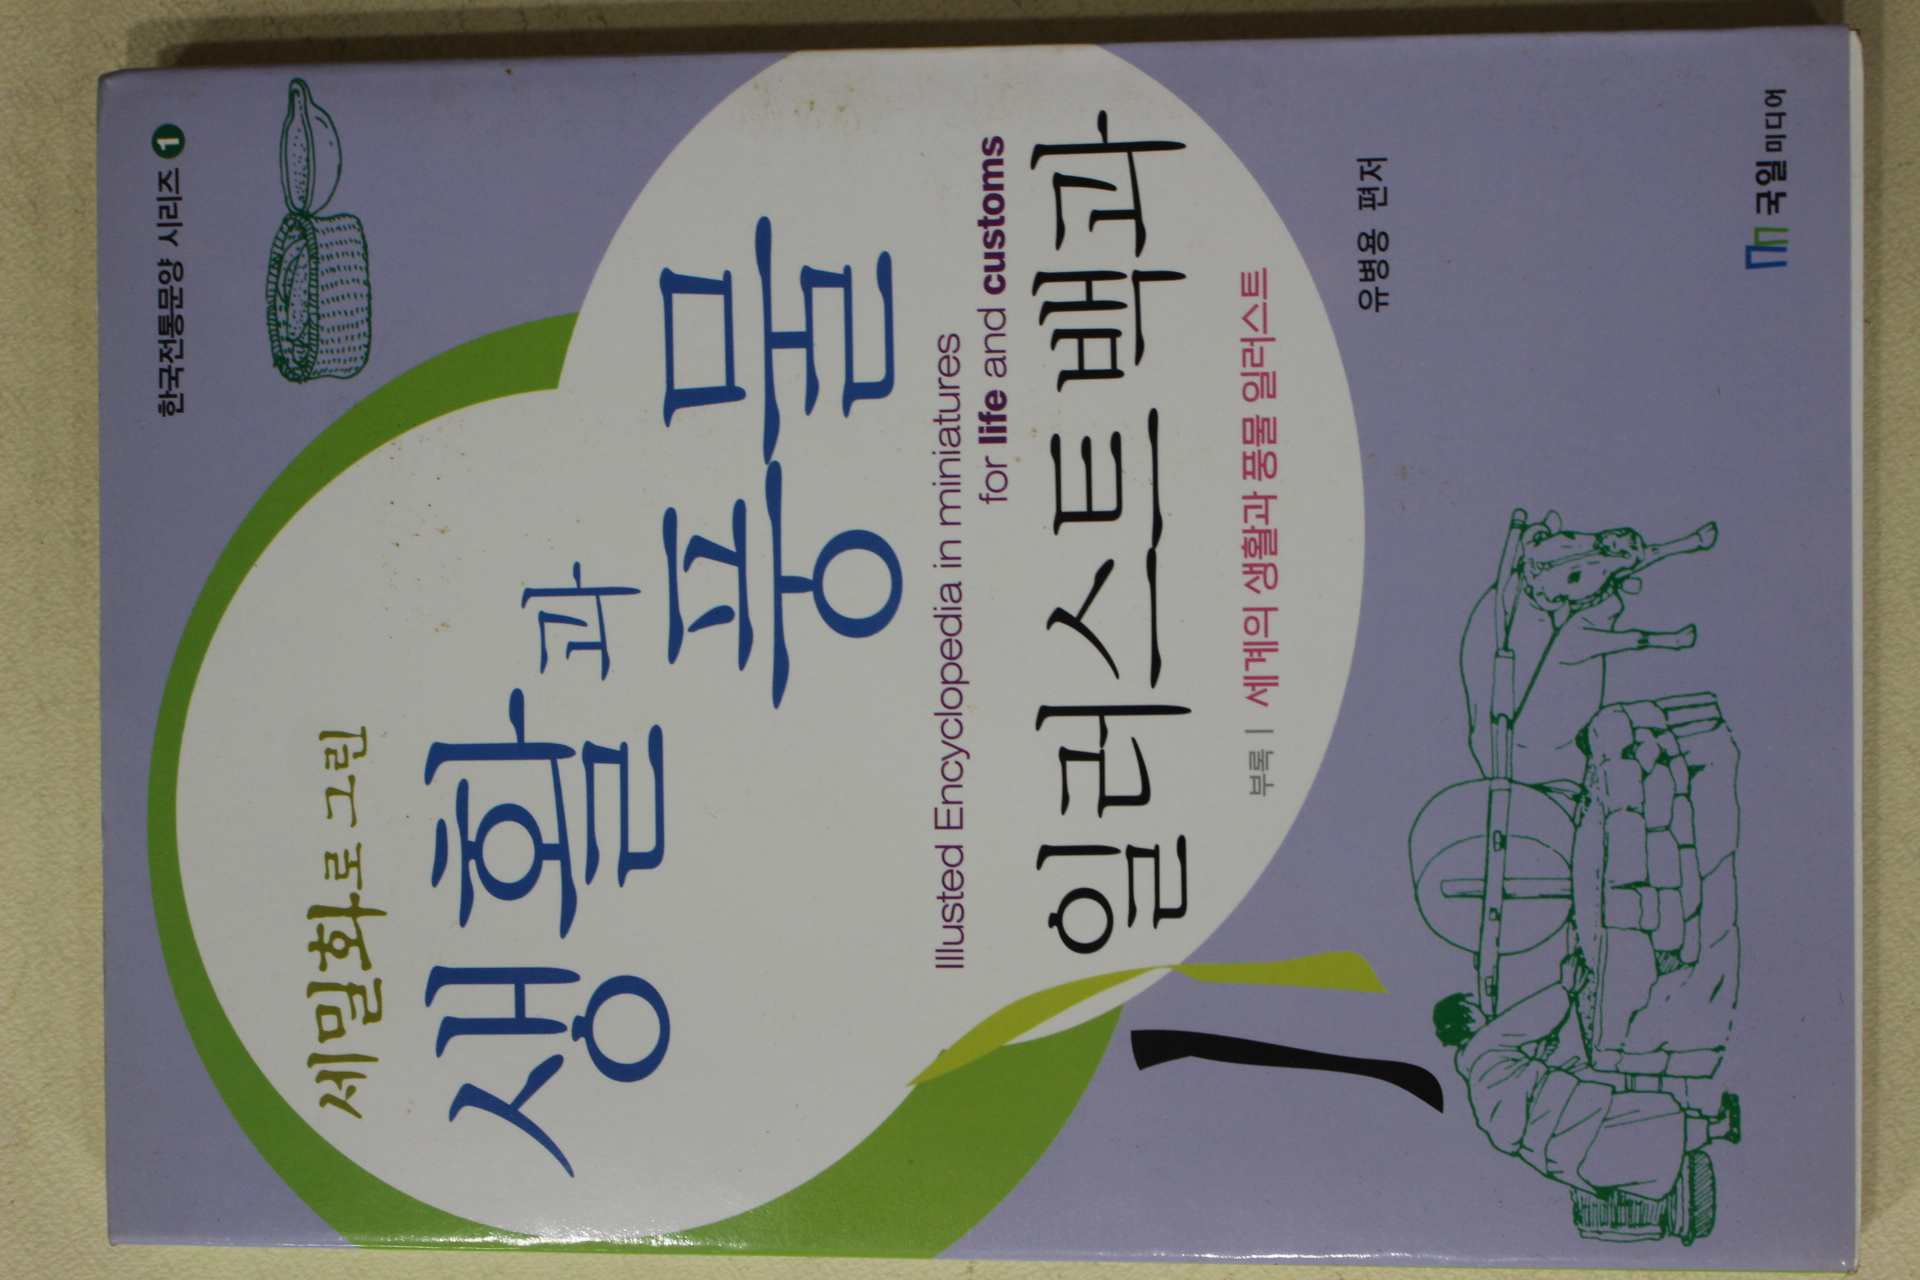 한국전통문양 시리즈 1
세밀화로 그린
생활과
풍물
Illusted Encyclopedia in miniatures
for life and customs
일러스트 백과
부록 | 세계의 생활과 풍물 일러스트
유병용 편저
국일미디어